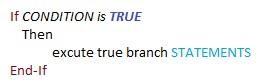 If CONDITION is TRUE
Then
excute true branch STATEMENTS
End-If